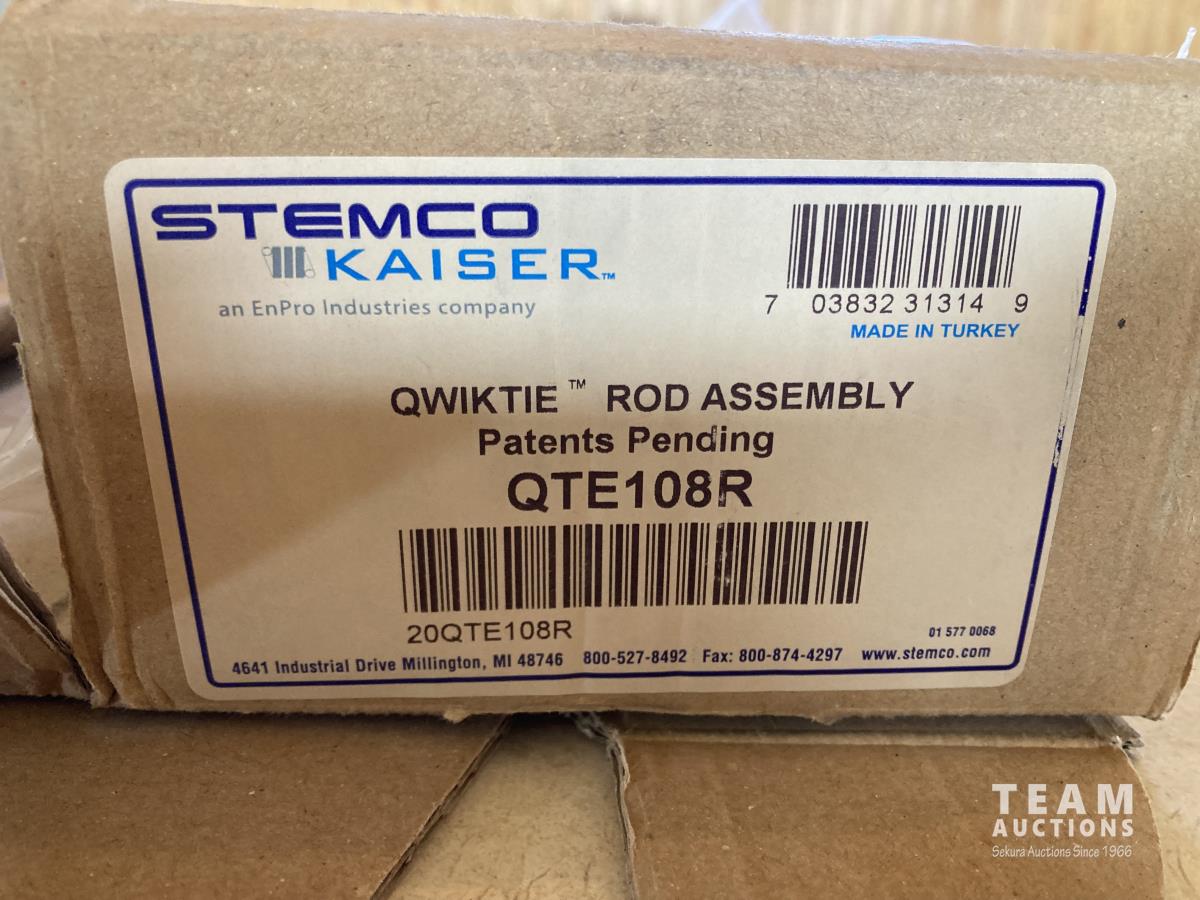 STEMCO
KAISER™
an EnPro Industries company
7 03832 31314 9
MADE IN TURKEY
QWIKTIE™ ROD ASSEMBLY
Patents Pending
QTE108R
20QTE108R
01 577 0068
4641 Industrial Drive Millington, MI 48746 800-527-8492 Fax: 800-874-4297 www.stemco.com
TEAM
AUCTIONS
Sekura Auctions Since 1966